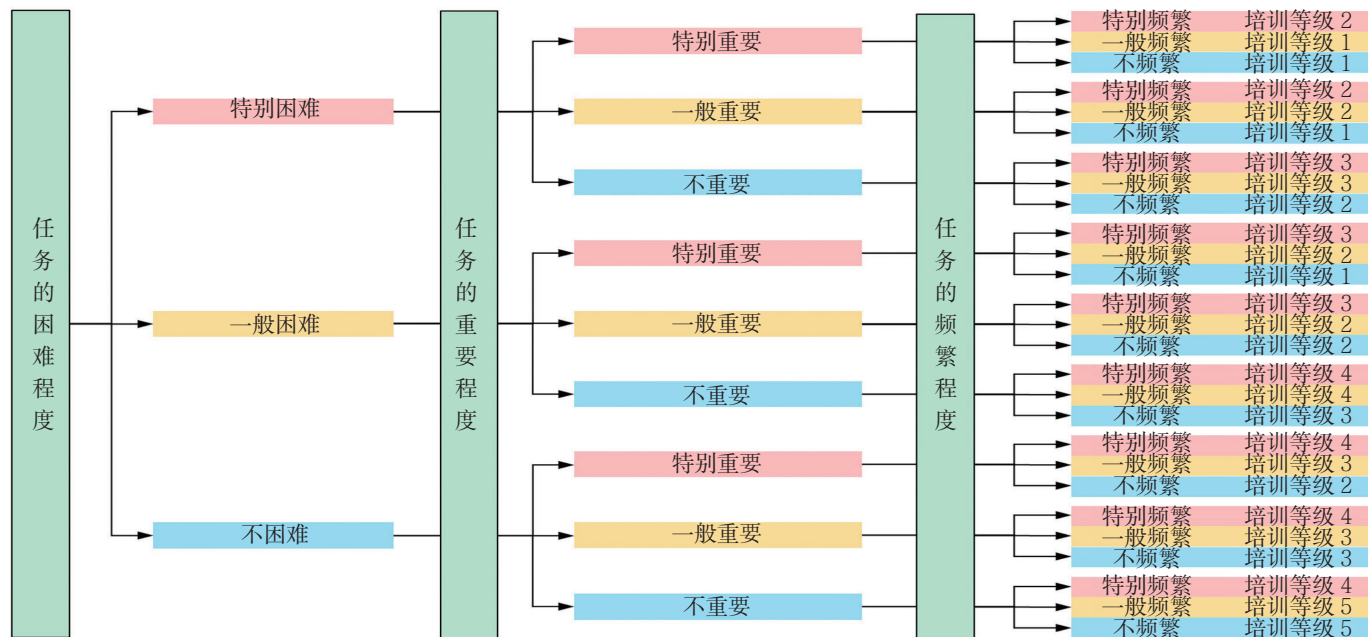 任务的困难程度
特别困难
一般困难
不困难
任务的重要程度
特别重要
一般重要
不重要
特别重要
一般重要
不重要
特别重要
一般重要
不重要
任务的频繁程度
特别频繁 培训等级 2
一般频繁 培训等级 1
不频繁 培训等级 1
特别频繁 培训等级 2
一般频繁 培训等级 2
不频繁 培训等级 1
特别频繁 培训等级 3
一般频繁 培训等级 3
不频繁 培训等级 2
特别频繁 培训等级 3
一般频繁 培训等级 2
不频繁 培训等级 1
特别频繁 培训等级 3
一般频繁 培训等级 2
不频繁 培训等级 2
特别频繁 培训等级 4
一般频繁 培训等级 4
不频繁 培训等级 3
特别频繁 培训等级 4
一般频繁 培训等级 3
不频繁 培训等级 2
特别频繁 培训等级 4
一般频繁 培训等级 3
不频繁 培训等级 3
特别频繁 培训等级 4
一般频繁 培训等级 5
不频繁 培训等级 5